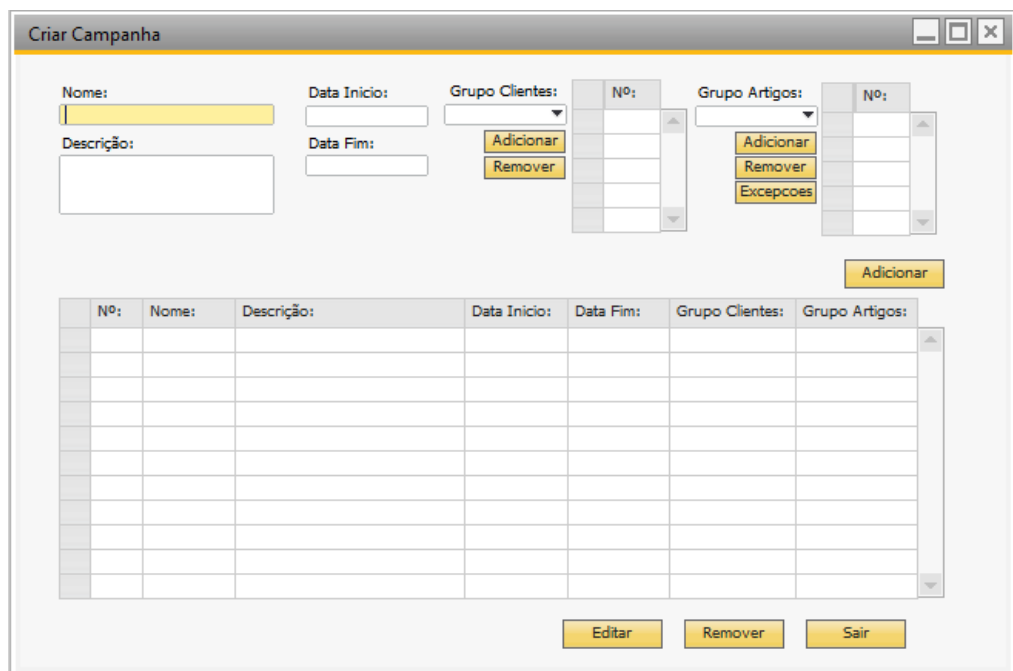 Criar Campanha
Nome: Data Inicio: Grupo Clientes: Nº: Grupo Artigos: Nº:
Descrição: Data Fim: Adicionar Adicionar
Remover Remover
Excepcoes
Adicionar
Nº: Nome: Descrição: Data Inicio: Data Fim: Grupo Clientes: Grupo Artigos:
Editar Remover Sair